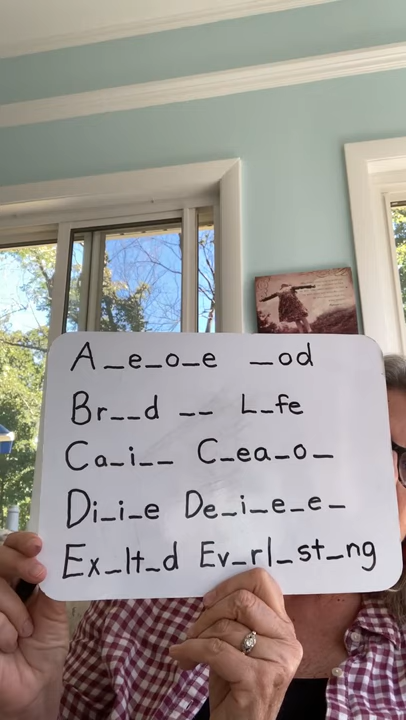 A_e_o_e _od
Br__d __ L_fe
Ca_i__ C_ea_o_
Di_i_e De_i_e_e_
Ex_lt_d Ev_rl_st_ng